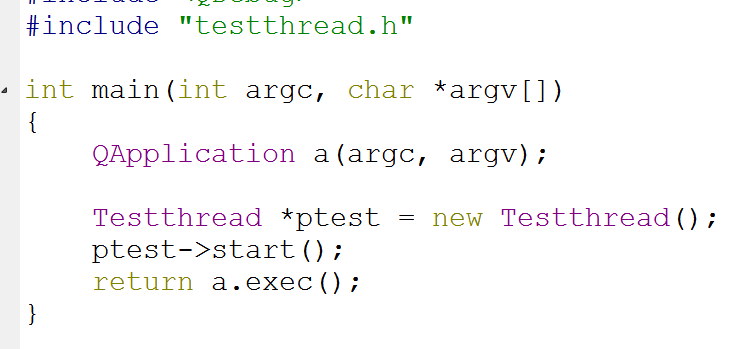 #include "testthread.h"
int main(int argc, char *argv[])
{
    QApplication a(argc, argv);
    Testthread *ptest = new Testthread();
    ptest->start();
    return a.exec();
}